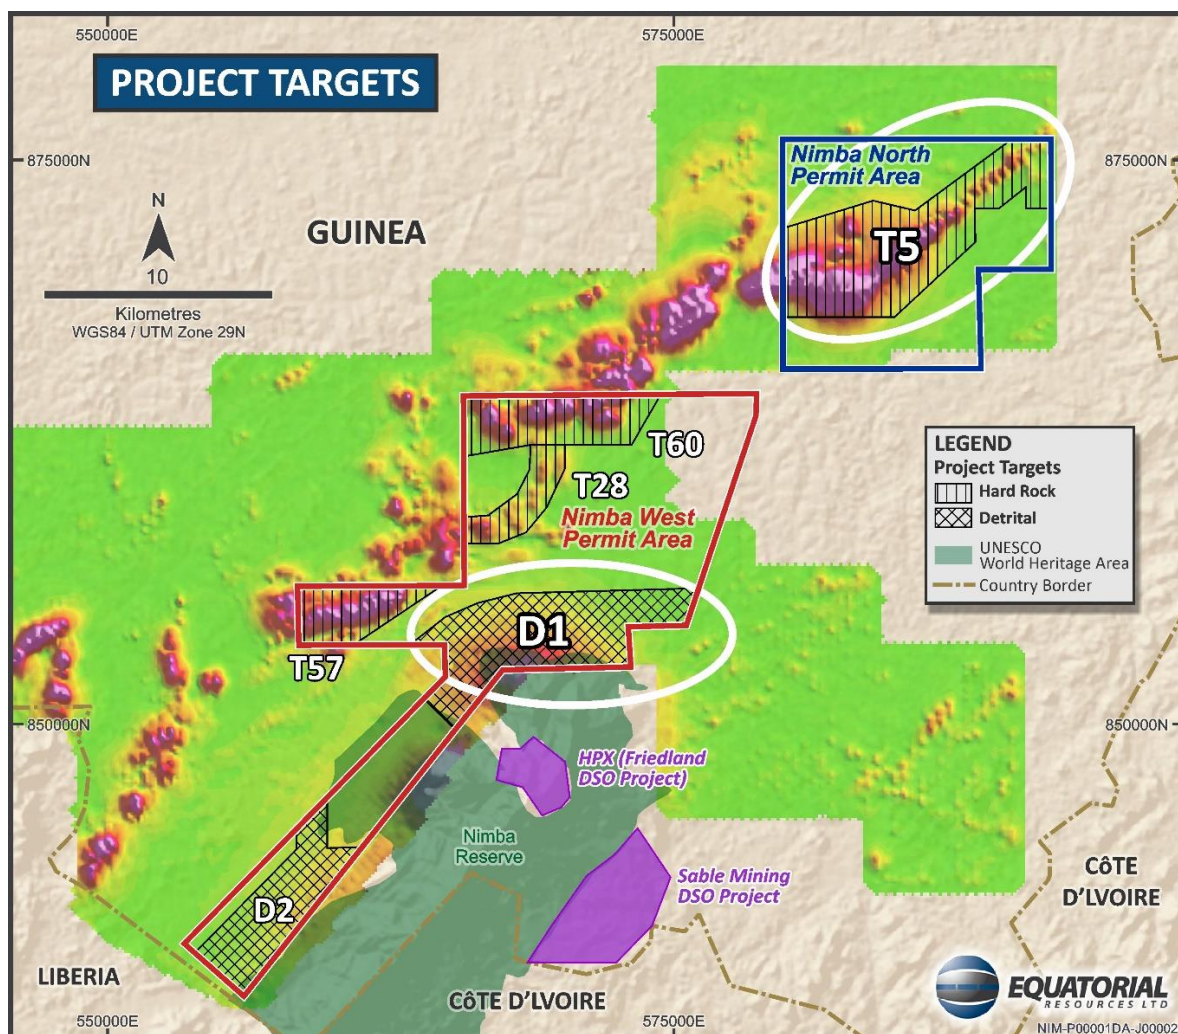 550000E
575000E
PROJECT TARGETS
875000N
875000N
Nimba North
Permit Area
N
GUINEA
T5
10
Kilometres
WGS84 / UTM Zone 29N
T60
T28
Nimba West
Permit Area
LEGEND
Project Targets
Hard Rock
Detrital
UNESCO
World Heritage Area
Country Border
D1
T57
850000N
850000N
HPX (Friedland
DSO Project)
Nimba
Reserve
Sable Mining
DSO Project
CôTE
D'LVOIRE
D2
LIBERIA
CôTE D'LVOIRE
EQUATORIAL
RESOURCES LTD
550000E
575000E
NIM-P00001DA-J00002